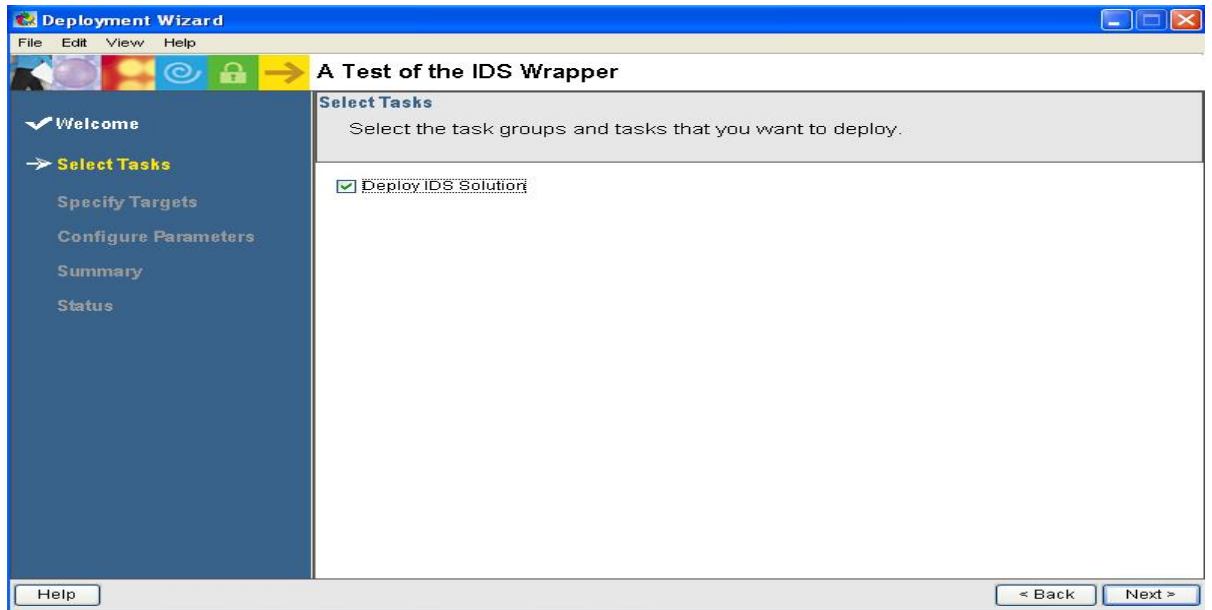 Deployment Wizard
File Edit View Help
A Test of the IDS Wrapper
Welcome
Select Tasks
Specify Targets
Configure Parameters
Summary
Status
Select Tasks
Select the task groups and tasks that you want to deploy.
Deploy IDS Solution
Help
< Back
Next >